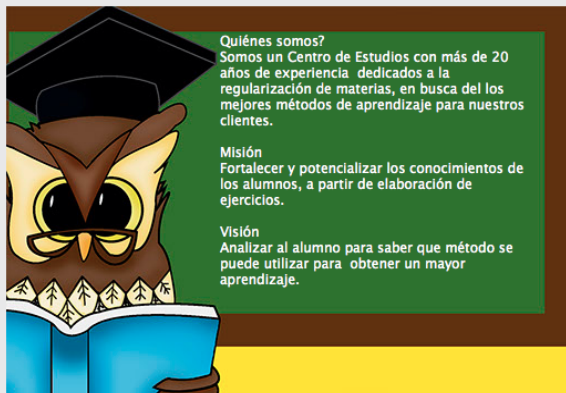 Quiénes somos?
Somos un Centro de Estudios con más de 20
años de experiencia dedicados a la
regularización de materias, en busca del los
mejores métodos de aprendizaje para nuestros
clientes.
Misión
Fortalecer y potencializar los conocimientos de
los alumnos, a partir de elaboración de
ejercicios.
Visión
Analizar al alumno para saber que método se
puede utilizar para obtener un mayor
aprendizaje.